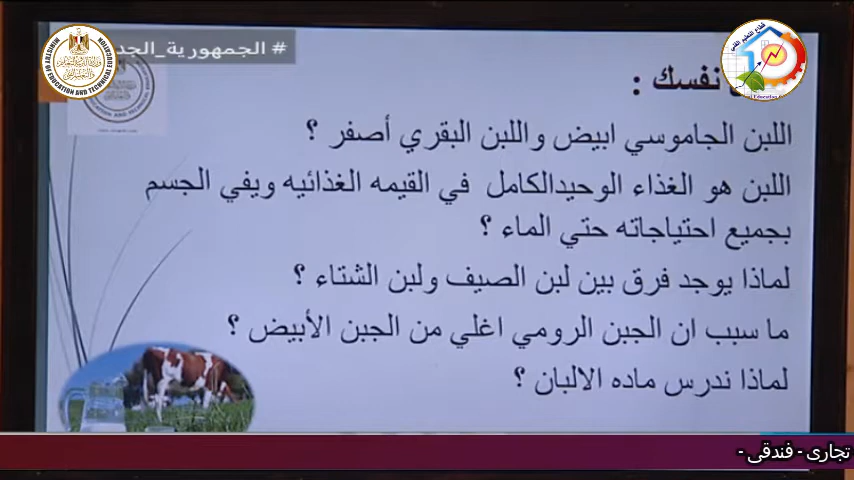 # الجمهورية_الجد
نفسك :
اللبن الجاموسي ابيض واللبن البقري أصفر ؟
اللبن هو الغذاء الوحيدالكامل في القيمه الغذائيه ويفي الجسم
بجميع احتياجاته حتي الماء ؟
لماذا يوجد فرق بين لبن الصيف ولبن الشتاء ؟
ما سبب ان الجبن الرومي اغلي من الجبن الأبيض ؟
لماذا ندرس ماده الالبان ؟
تجارى - فندقى -